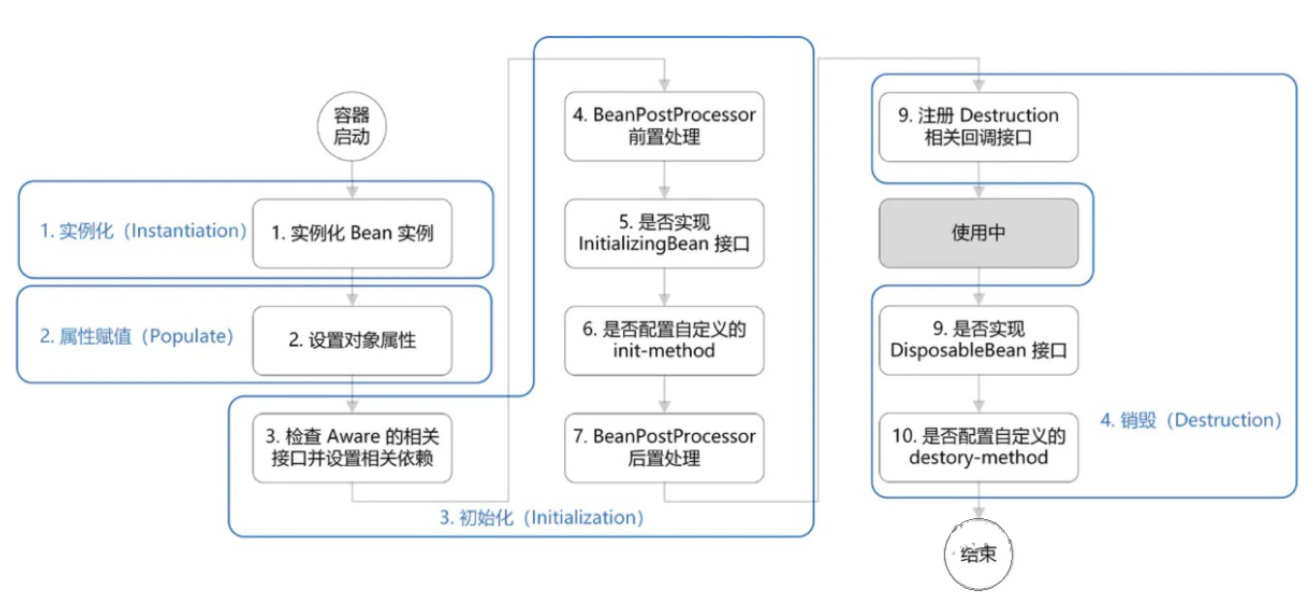 容器
启动
1. 实例化（Instantiation）
1. 实例化 Bean 实例
2. 属性赋值（Populate）
2. 设置对象属性
3. 检查 Aware 的相关
接口并设置相关依赖
3. 初始化（Initialization）
4. BeanPostProcessor
前置处理
5. 是否实现
InitializingBean 接口
6. 是否配置自定义的
init-method
7. BeanPostProcessor
后置处理
9. 注册 Destruction
相关回调接口
使用中
9. 是否实现
DisposableBean 接口
10. 是否配置自定义的
destory-method
4. 销毁（Destruction）
结束